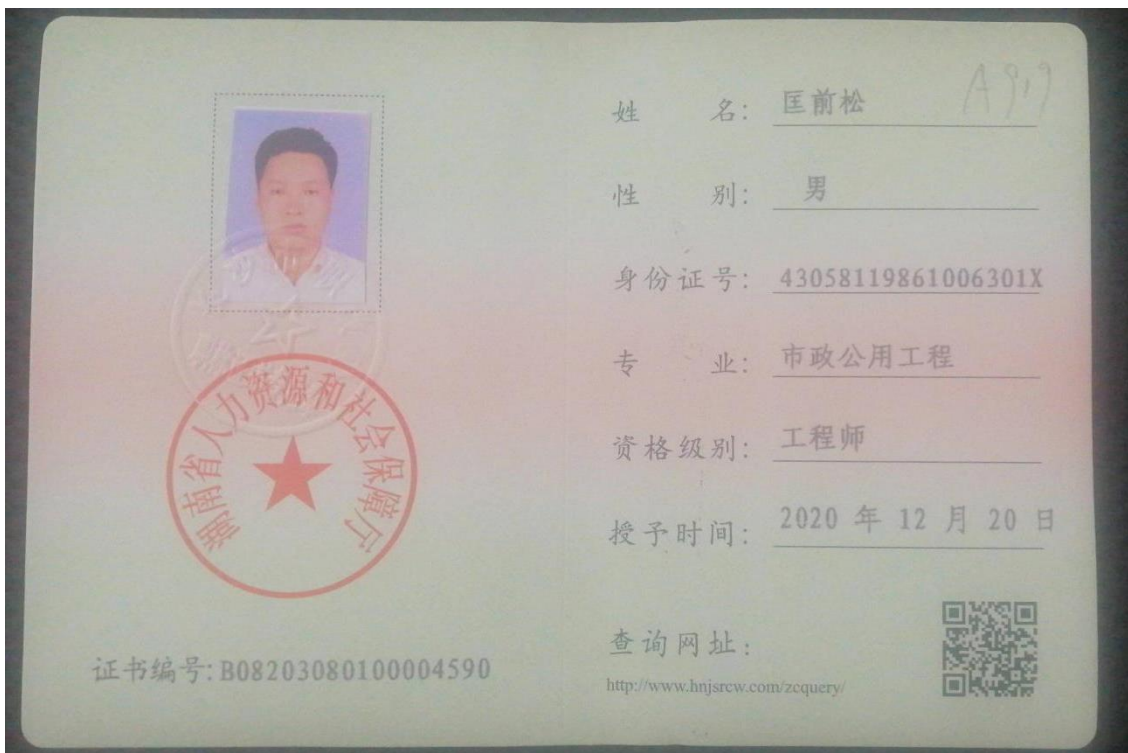 湖南省人力资源和社会保障厅
证书编号:B08203080100004590
姓 名: 匡前松
性 别: 男
身份证号: 43058119861006301X
专 业: 市政公用工程
资格级别: 工程师
授予时间: 2020 年 12 月 20 日
查询网址:
http://www.hnjsrcw.com/zcquery/